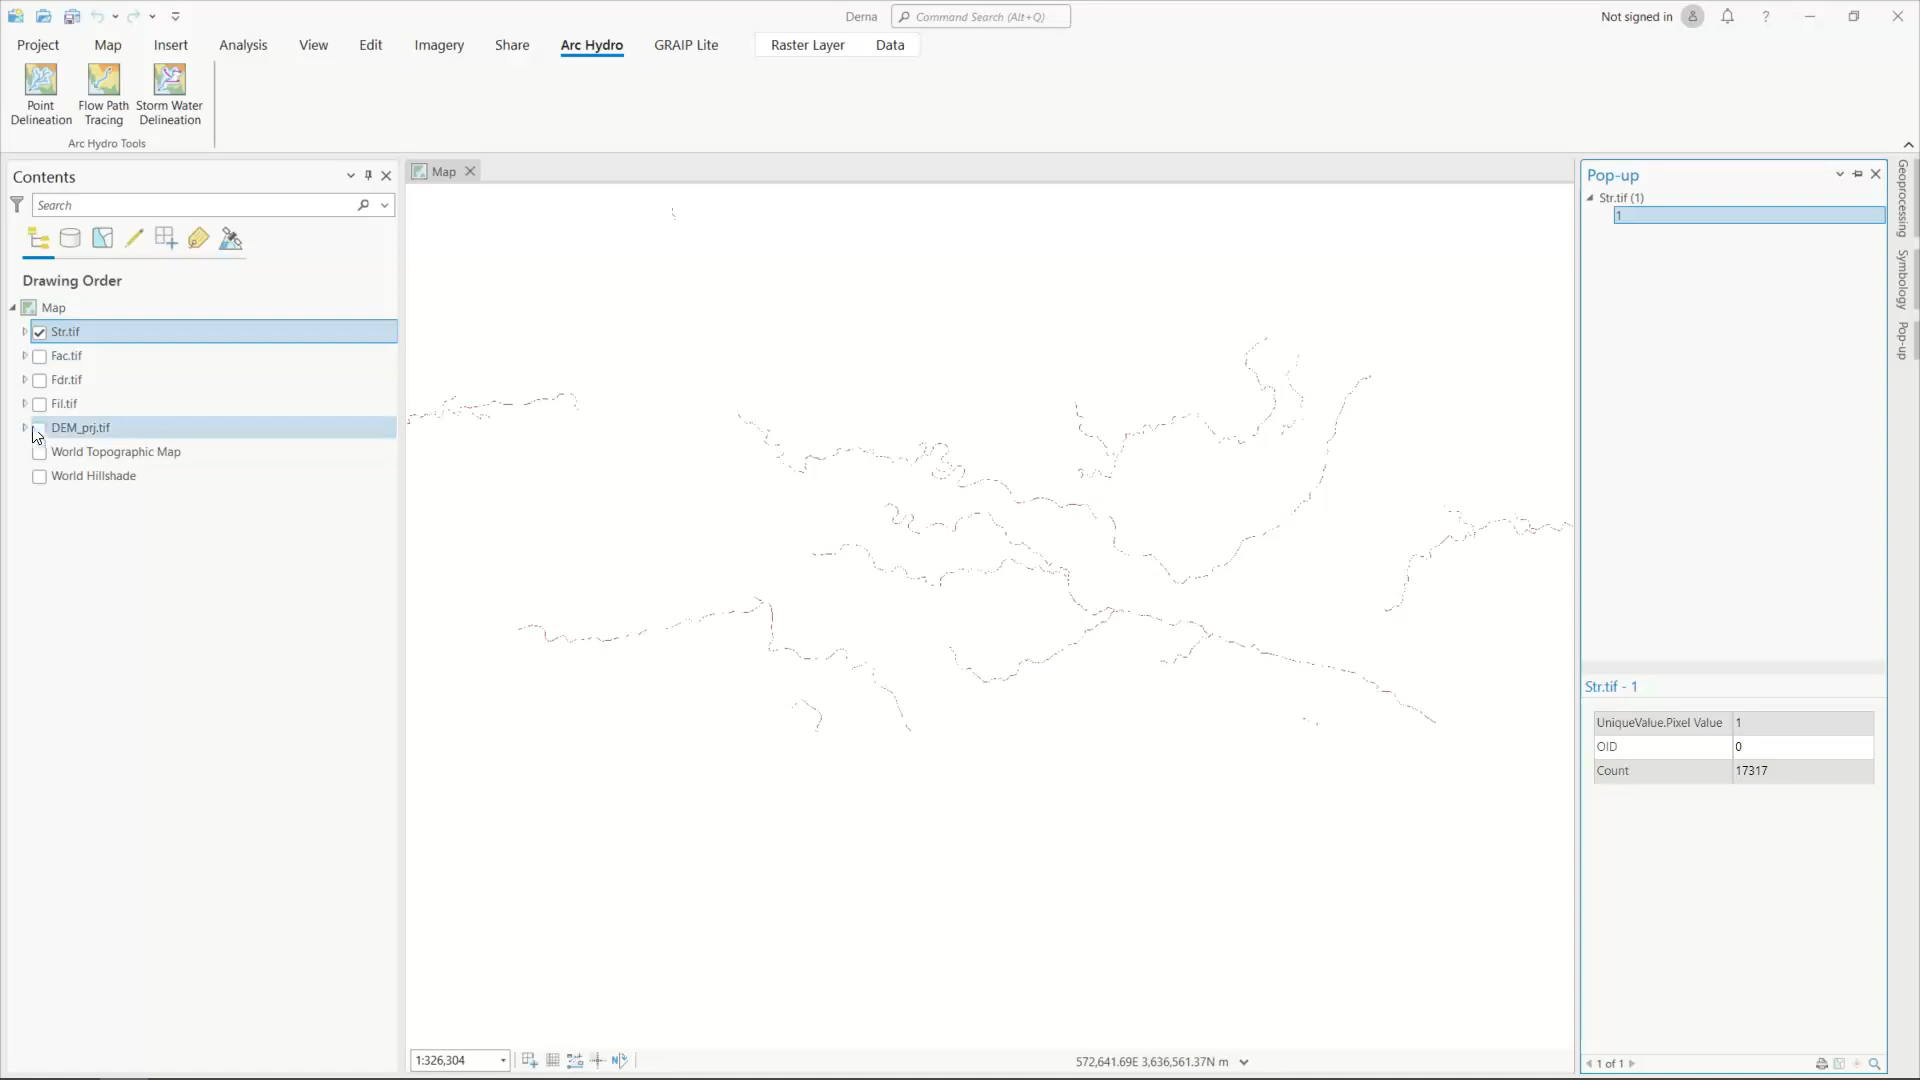 Derna
Command Search (Alt+Q)
Not signed in
?
Project
Map
Insert
Analysis
View
Edit
Imagery
Share
Arc Hydro
GRAIP Lite
Raster Layer
Data
Point
Delineation
Flow Path
Tracing
Storm Water
Delineation
Arc Hydro Tools
Contents
Search
Drawing Order
Map
Str.tif
Fac.tif
Fdr.tif
Fil.tif
DEM_prj.tif
World Topographic Map
World Hillshade
Map
1:326,304
572,641.69E 3,636,561.37N m
Pop-up
Str.tif (1)
1
Str.tif - 1
UniqueValue.Pixel Value 1
OID 0
Count 17317
1 of 1
Geoprocessing
Symbology
Pop-up